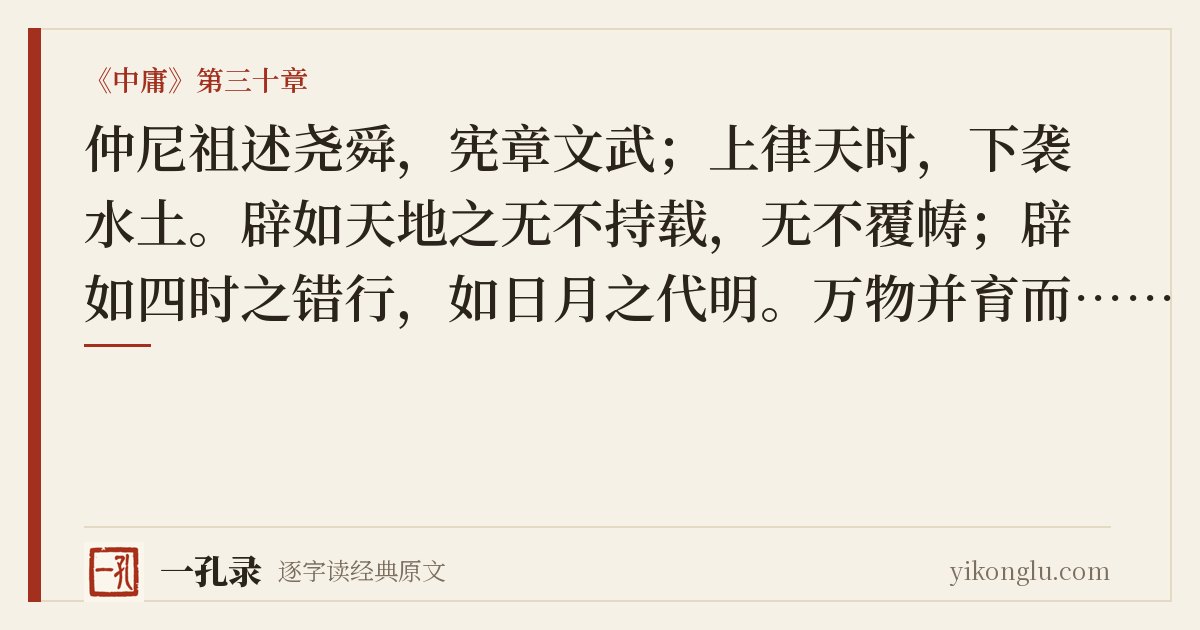 《中庸》第三十章
仲尼祖述尧舜，宪章文武；上律天时，下袭
水土。辟如天地之无不持载，无不覆帱；辟
如四时之错行，如日月之代明。万物并育而……
一孔
一孔录 逐字读经典原文 yikonglu.com